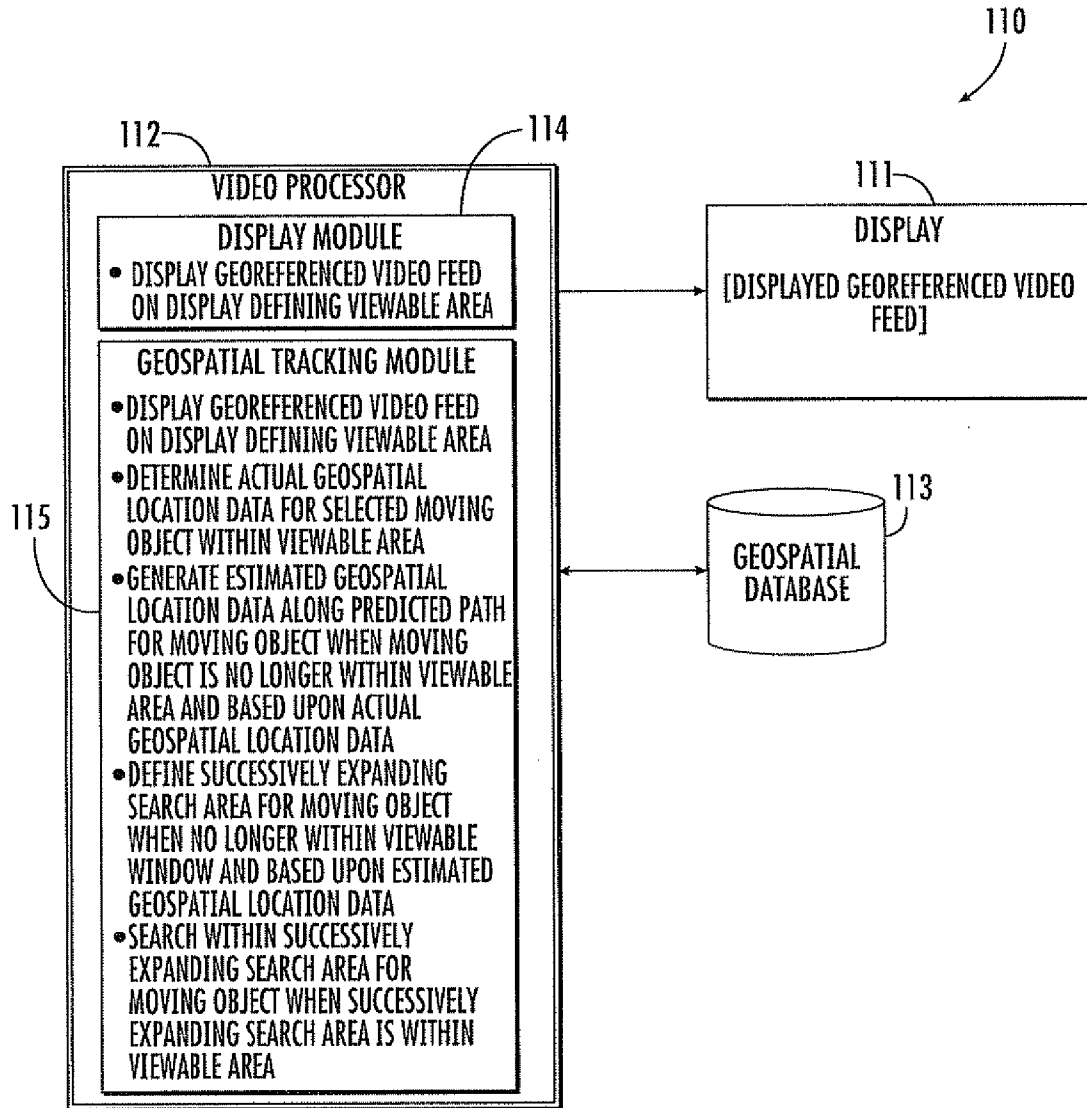 110
112
114
VIDEO PROCESSOR
DISPLAY MODULE
• DISPLAY GEOREFERENCED VIDEO FEED
ON DISPLAY DEFINING VIEWABLE AREA
111
DISPLAY
[DISPLAYED GEOREFERENCED VIDEO
FEED]
GEOSPATIAL TRACKING MODULE
• DISPLAY GEOREFERENCED VIDEO FEED
ON DISPLAY DEFINING VIEWABLE AREA
• DETERMINE ACTUAL GEOSPATIAL
LOCATION DATA FOR SELECTED MOVING
OBJECT WITHIN VIEWABLE AREA
• GENERATE ESTIMATED GEOSPATIAL
LOCATION DATA ALONG PREDICTED PATH
FOR MOVING OBJECT WHEN MOVING
OBJECT IS NO LONGER WITHIN VIEWABLE
AREA AND BASED UPON ACTUAL
GEOSPATIAL LOCATION DATA
• DEFINE SUCCESSIVELY EXPANDING
SEARCH AREA FOR MOVING OBJECT
WHEN NO LONGER WITHIN VIEWABLE
WINDOW AND BASED UPON ESTIMATED
GEOSPATIAL LOCATION DATA
• SEARCH WITHIN SUCCESSIVELY
EXPANDING SEARCH AREA FOR
MOVING OBJECT WHEN SUCCESSIVELY
EXPANDING SEARCH AREA IS WITHIN
VIEWABLE AREA
115
113
GEOSPATIAL
DATABASE